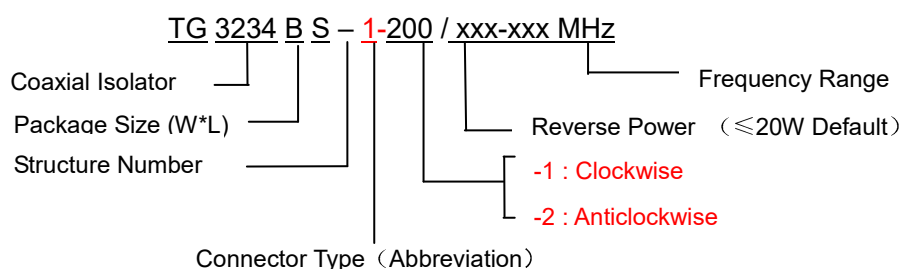 TG 3234 B S – 1-200 / xxx-xxx MHz
Coaxial Isolator
Frequency Range
Package Size (W*L)
Reverse Power （≤20W Default）
Structure Number
-1 : Clockwise
-2 : Anticlockwise
Connector Type（Abbreviation）